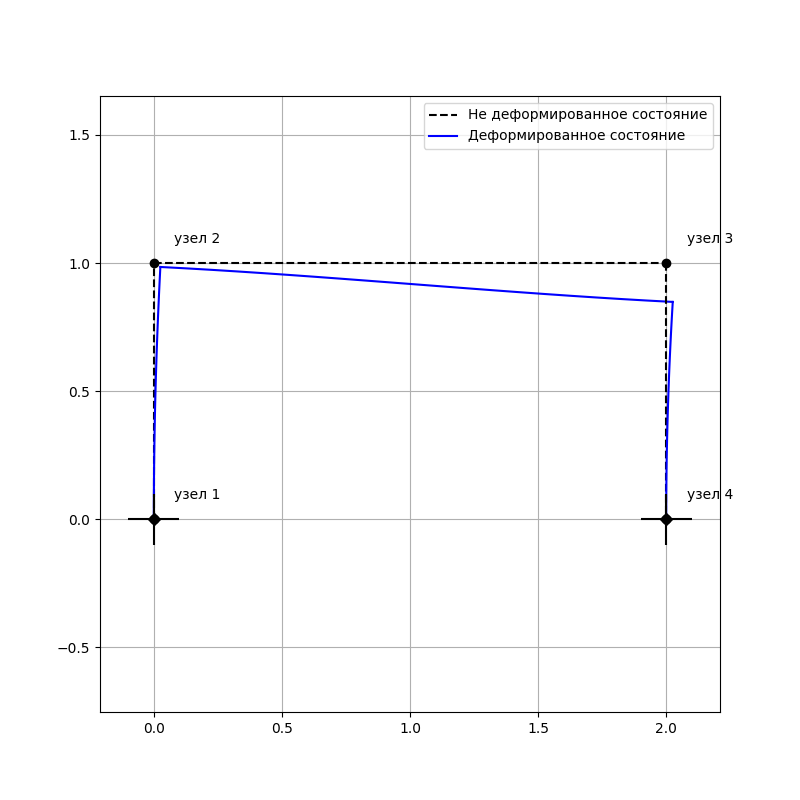 Не деформированное состояние
Деформированное состояние
1.5
узел 2
узел 3
1.0
0.5
узел 1
узел 4
0.0
−0.5
0.0 0.5 1.0 1.5 2.0